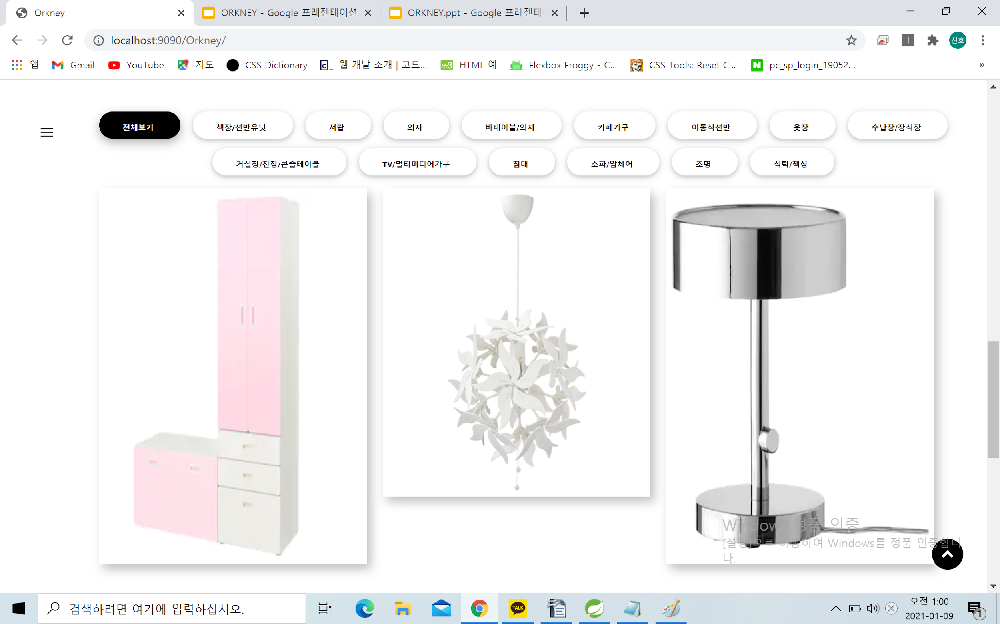 Orkney
ORKNEY - Google 프레젠테이션
ORKNEY.ppt - Google 프레젠테
localhost:9090/Orkney/
진호
앱
Gmail
YouTube
지도
CSS Dictionary
웹 개발 소개 | 코드...
HTML 예
Flexbox Froggy - C...
CSS Tools: Reset C...
pc_sp_login_19052...
전체보기
책장/선반유닛
서랍
의자
바테이블/의자
카페가구
이동식선반
옷장
수납장/장식장
거실장/찬장/콘솔테이블
TV/멀티미디어가구
침대
소파/암체어
조명
식탁/책상
Windows 정품 인증
[설정]으로 이동하여 Windows를 정품 인증합니
다.
검색하려면 여기에 입력하십시오.
TALK
오전 1:00
2021-01-09
1